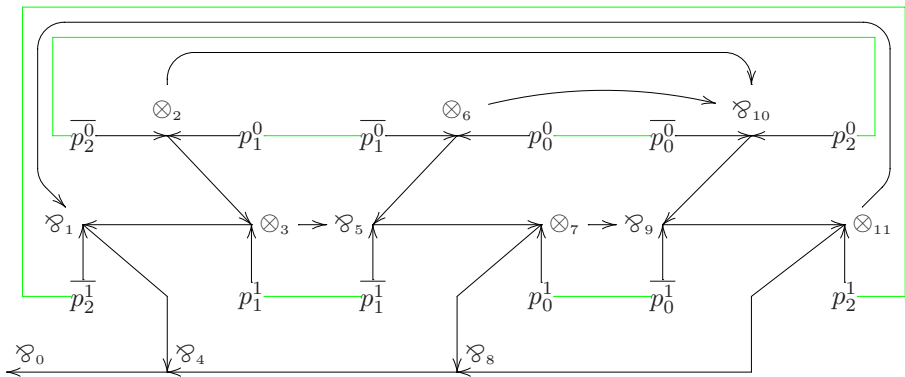 ⊗₂ ⊗₆ ⅋₁₀
p̅₂⁰ p₁⁰ p̅₁⁰ p₀⁰ p̅₀⁰ p₂⁰
⅋₁ ⊗₃ ⅋₅ ⊗₇ ⅋₉ ⊗₁₁
p̅₂¹ p₁¹ p̅₁¹ p₀¹ p̅₀¹ p₂¹
⅋₀ ⅋₄ ⅋₈